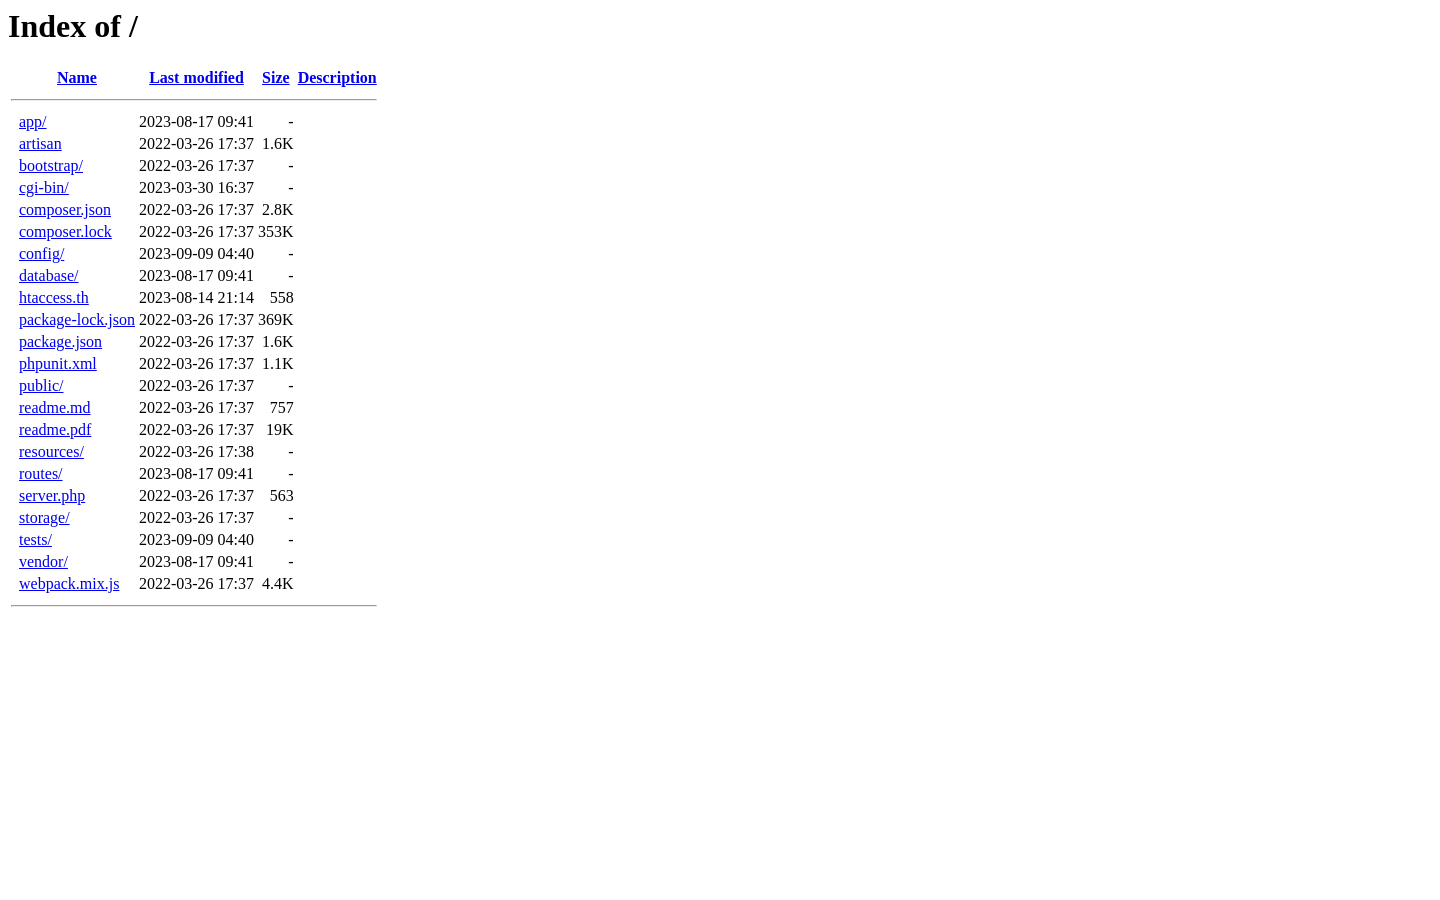 Index of /
Name Last modified Size Description
app/ 2023-08-17 09:41 -
artisan 2022-03-26 17:37 1.6K
bootstrap/ 2022-03-26 17:37 -
cgi-bin/ 2023-03-30 16:37 -
composer.json 2022-03-26 17:37 2.8K
composer.lock 2022-03-26 17:37 353K
config/ 2023-09-09 04:40 -
database/ 2023-08-17 09:41 -
htaccess.th 2023-08-14 21:14 558
package-lock.json 2022-03-26 17:37 369K
package.json 2022-03-26 17:37 1.6K
phpunit.xml 2022-03-26 17:37 1.1K
public/ 2022-03-26 17:37 -
readme.md 2022-03-26 17:37 757
readme.pdf 2022-03-26 17:37 19K
resources/ 2022-03-26 17:38 -
routes/ 2023-08-17 09:41 -
server.php 2022-03-26 17:37 563
storage/ 2022-03-26 17:37 -
tests/ 2023-09-09 04:40 -
vendor/ 2023-08-17 09:41 -
webpack.mix.js 2022-03-26 17:37 4.4K